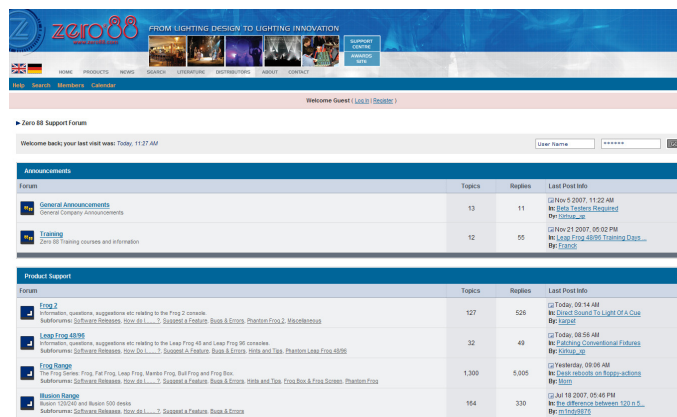 zero88
www.zero88.com
FROM LIGHTING DESIGN TO LIGHTING INNOVATION
SUPPORT
CENTRE
AWARDS
SITE
HOME PRODUCTS NEWS SEARCH LITERATURE DISTRIBUTORS ABOUT CONTACT
Help Search Members Calendar
Welcome Guest ( Log In | Register )
Zero 88 Support Forum
Welcome back; your last visit was: Today, 11:27 AM
User Name ******
Announcements
Forum Topics Replies Last Post Info
General Announcements
General Company Announcements
13 11
Nov 5 2007, 11:22 AM
In: Beta Testers Required
By: Kirkup_ap
Training
Zero 88 Training courses and information
12 55
Nov 21 2007, 05:02 PM
In: Leap Frog 48/96 Training Days ...
By: Franck
Product Support
Forum Topics Replies Last Post Info
Frog 2
Information, questions, suggestions etc relating to the Frog 2 console.
Subforums: Software Releases, How do I...... ?, Suggest a Feature, Bugs & Errors, Phantom Frog 2, Miscellaneous
127 526
Today, 09:14 AM
In: Direct Sound To Light Of A Cue
By: karpat
Leap Frog 48/96
Information, questions, suggestions etc relating to the Leap Frog 48 and Leap Frog 96 consoles.
Subforums: Software Releases, How Do I...... ?, Suggest A Feature, Bugs & Errors, Hints and Tips, Phantom Leap Frog 48/96
32 49
Today, 08:56 AM
In: Patching Conventional Fixtures
By: Kirkup_ap
Frog Range
The Frog Series: Frog, Fat Frog, Leap Frog, Mambo Frog, Bull Frog and Frog Box.
Subforums: Software Releases, How do I...... ?, Suggest a Feature, Bugs & Errors, Hints and Tips, Frog Box & Frog Screen, Phantom Frog
1,300 5,005
Yesterday, 09:06 AM
In: Desk reboots on floppy-actions
By: Morn
Illusion Range
Illusion 120/240 and Illusion 500 desks.
Subforums: Software Releases, How do I...... ?, Suggest a Feature, Bugs & Errors
164 330
Jul 18 2007, 05:46 PM
In: the difference between 120 n 5...
By: m1ndy9876